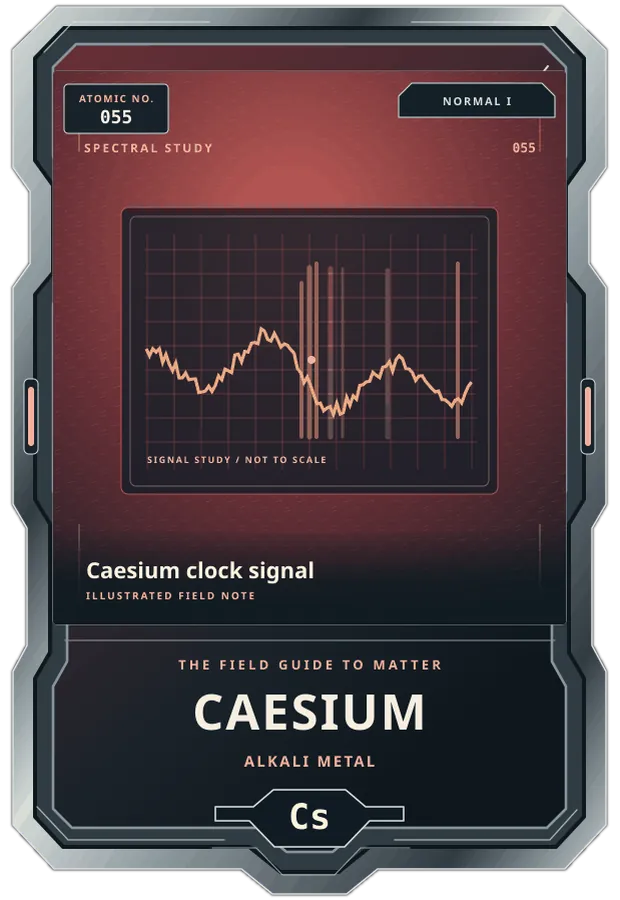 ATOMIC NO.
055
NORMAL I
SPECTRAL STUDY
055
SIGNAL STUDY / NOT TO SCALE
Caesium clock signal
ILLUSTRATED FIELD NOTE
THE FIELD GUIDE TO MATTER
CAESIUM
ALKALI METAL
Cs